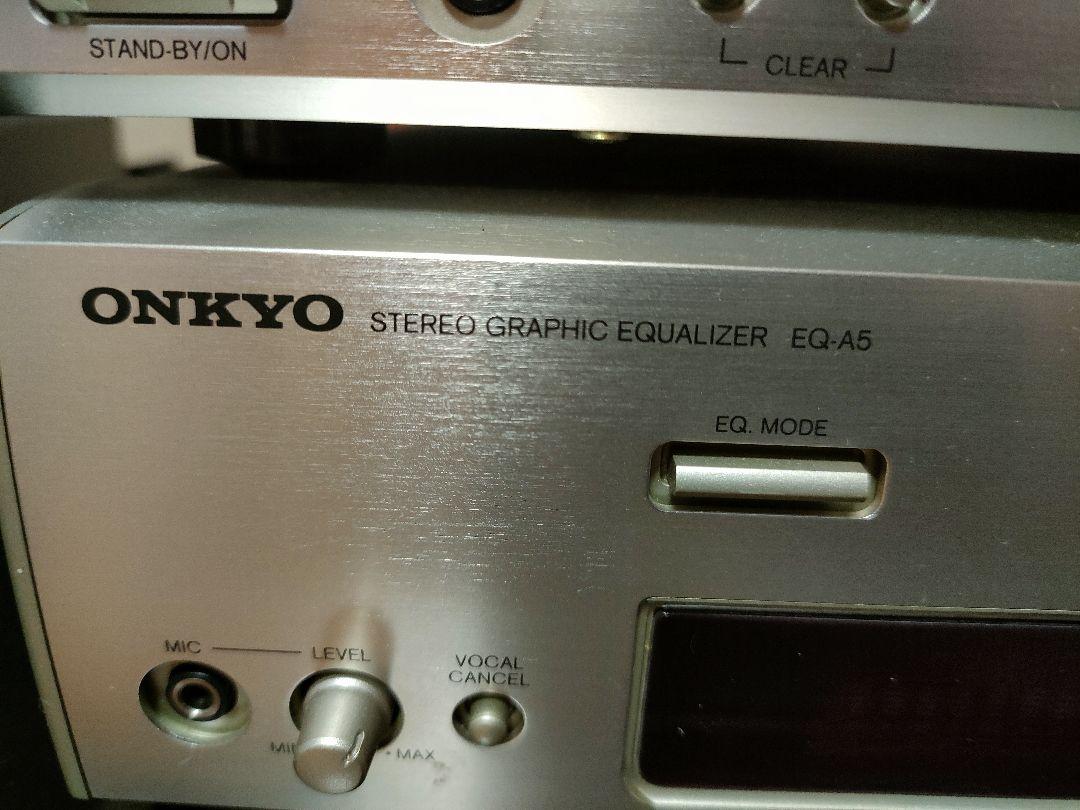 STAND-BY/ON
CLEAR
ONKYO STEREO GRAPHIC EQUALIZER EQ-A5
EQ. MODE
MIC LEVEL
VOCAL
CANCEL
MAX